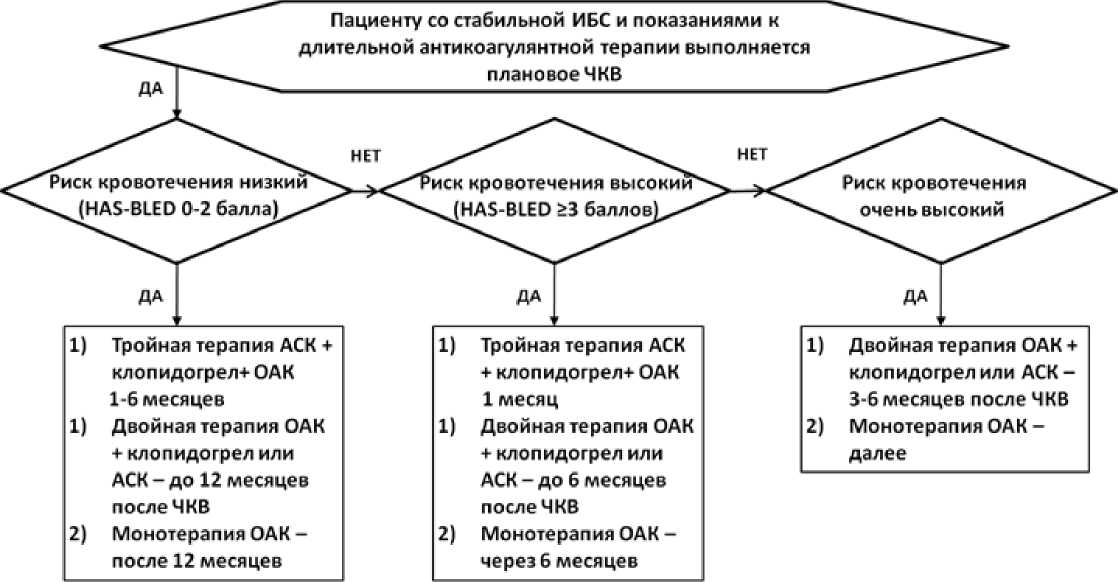 Пациенту со стабильной ИБС и показаниями к
длительной антикоагулянтной терапии выполняется
плановое ЧКВ
ДА
НЕТ
НЕТ
Риск кровотечения низкий
(HAS-BLED 0-2 балла)
Риск кровотечения высокий
(HAS-BLED ≥3 баллов)
Риск кровотечения
очень высокий
ДА
ДА
ДА
1) Тройная терапия АСК +
клопидогрел+ ОАК
1-6 месяцев
1) Двойная терапия ОАК
+ клопидогрел или
АСК – до 12 месяцев
после ЧКВ
2) Монотерапия ОАК –
после 12 месяцев
1) Тройная терапия АСК
+ клопидогрел+ ОАК
1 месяц
1) Двойная терапия ОАК
+ клопидогрел или
АСК – до 6 месяцев
после ЧКВ
2) Монотерапия ОАК –
через 6 месяцев
1) Двойная терапия ОАК +
клопидогрел или АСК –
3-6 месяцев после ЧКВ
2) Монотерапия ОАК –
далее